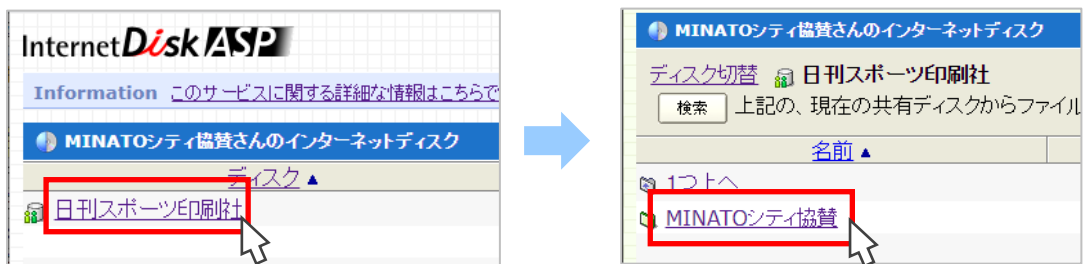 InternetDisk ASP
Information このサービスに関する詳細な情報はこちらで
MINATOシティ協賛さんのインターネットディスク
ディスク▲
日刊スポーツ印刷社
MINATOシティ協賛さんのインターネットディスク
ディスク切替 日刊スポーツ印刷社
検索 上記の、現在の共有ディスクからファイル
名前▲
1つ上へ
MINATOシティ協賛